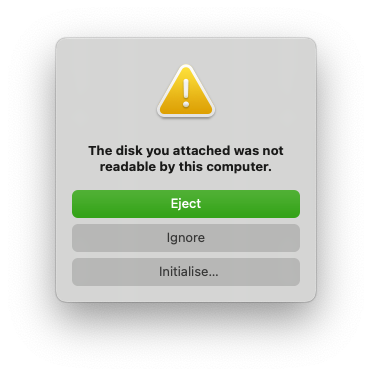 The disk you attached was not
readable by this computer.
Eject
Ignore
Initialise...